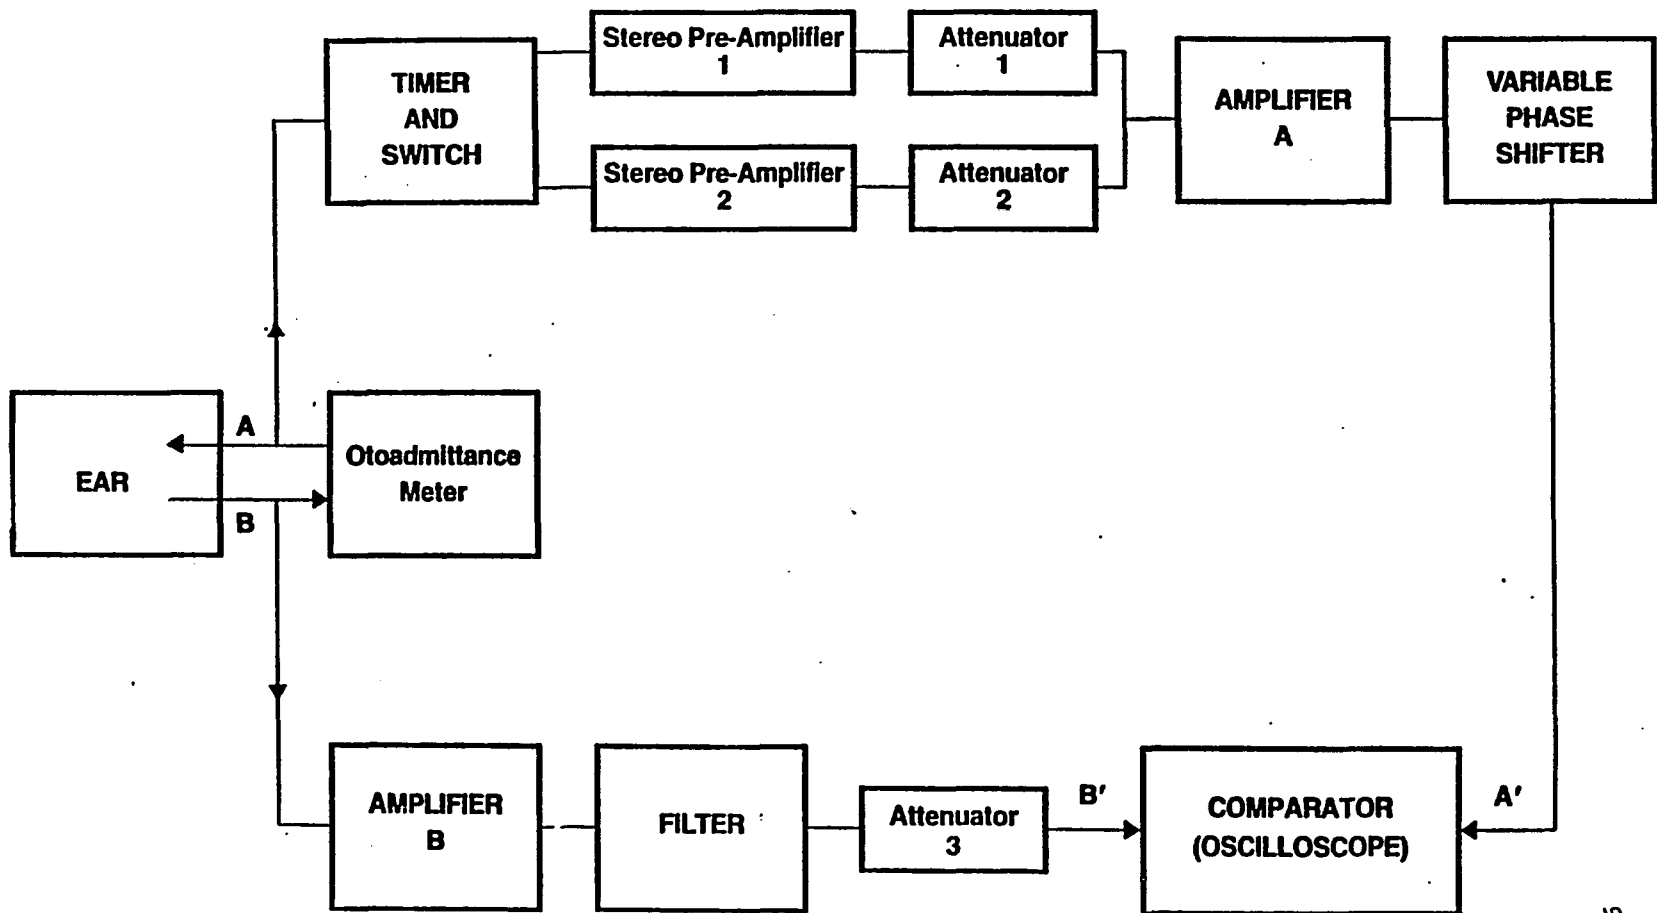 TIMER
AND
SWITCH
Stereo Pre-Amplifier
1
Attenuator
1
Stereo Pre-Amplifier
2
Attenuator
2
AMPLIFIER
A
VARIABLE
PHASE
SHIFTER
EAR
A
B
Otoadmittance
Meter
AMPLIFIER
B
FILTER
Attenuator
3
B′
COMPARATOR
(OSCILLOSCOPE)
A′